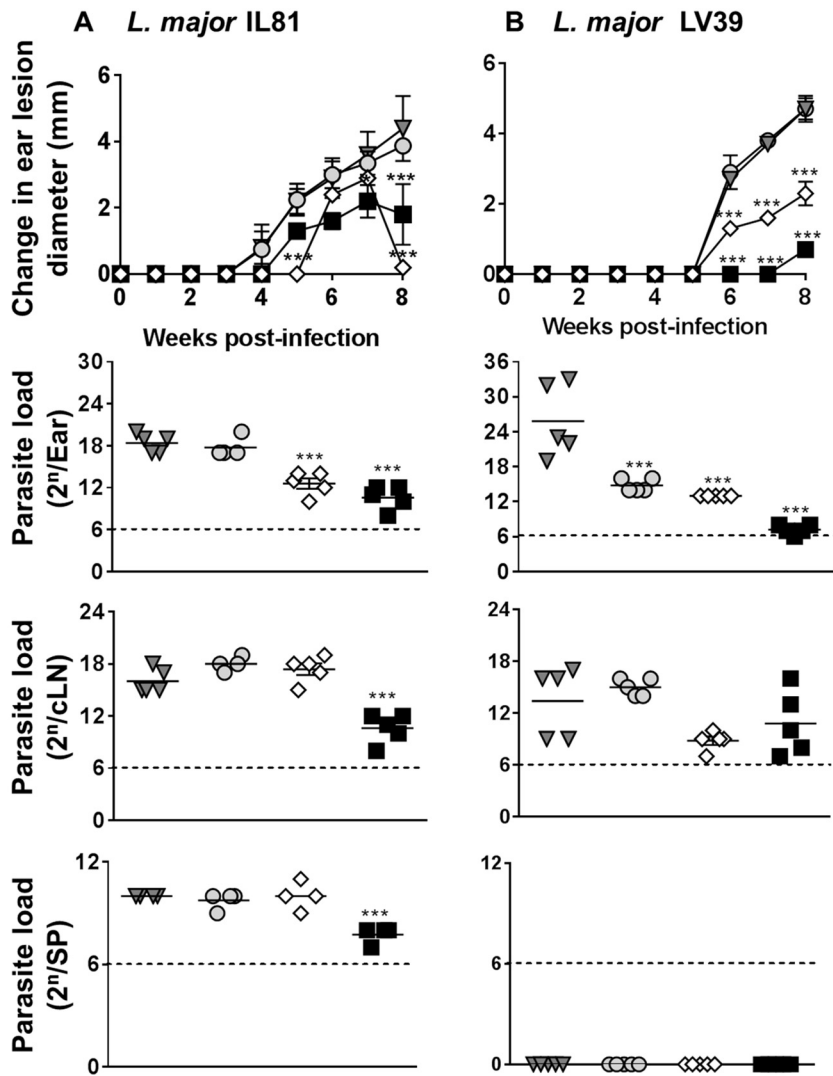 A L. major IL81
B L. major LV39
Change in ear lesion
diameter (mm)
6
4
2
0
***
*
***
***
0 2 4 6 8
Weeks post-infection
6
4
2
0
*** *** ***
*** *** ***
0 2 4 6 8
Weeks post-infection
Parasite load
(2ⁿ/Ear)
30
24
18
12
6
0
*** ***
36
30
24
18
12
6
0
*** *** ***
Parasite load
(2ⁿ/cLN)
24
18
12
6
0
***
24
18
12
6
0
Parasite load
(2ⁿ/SP)
12
6
0
***
12
6
0